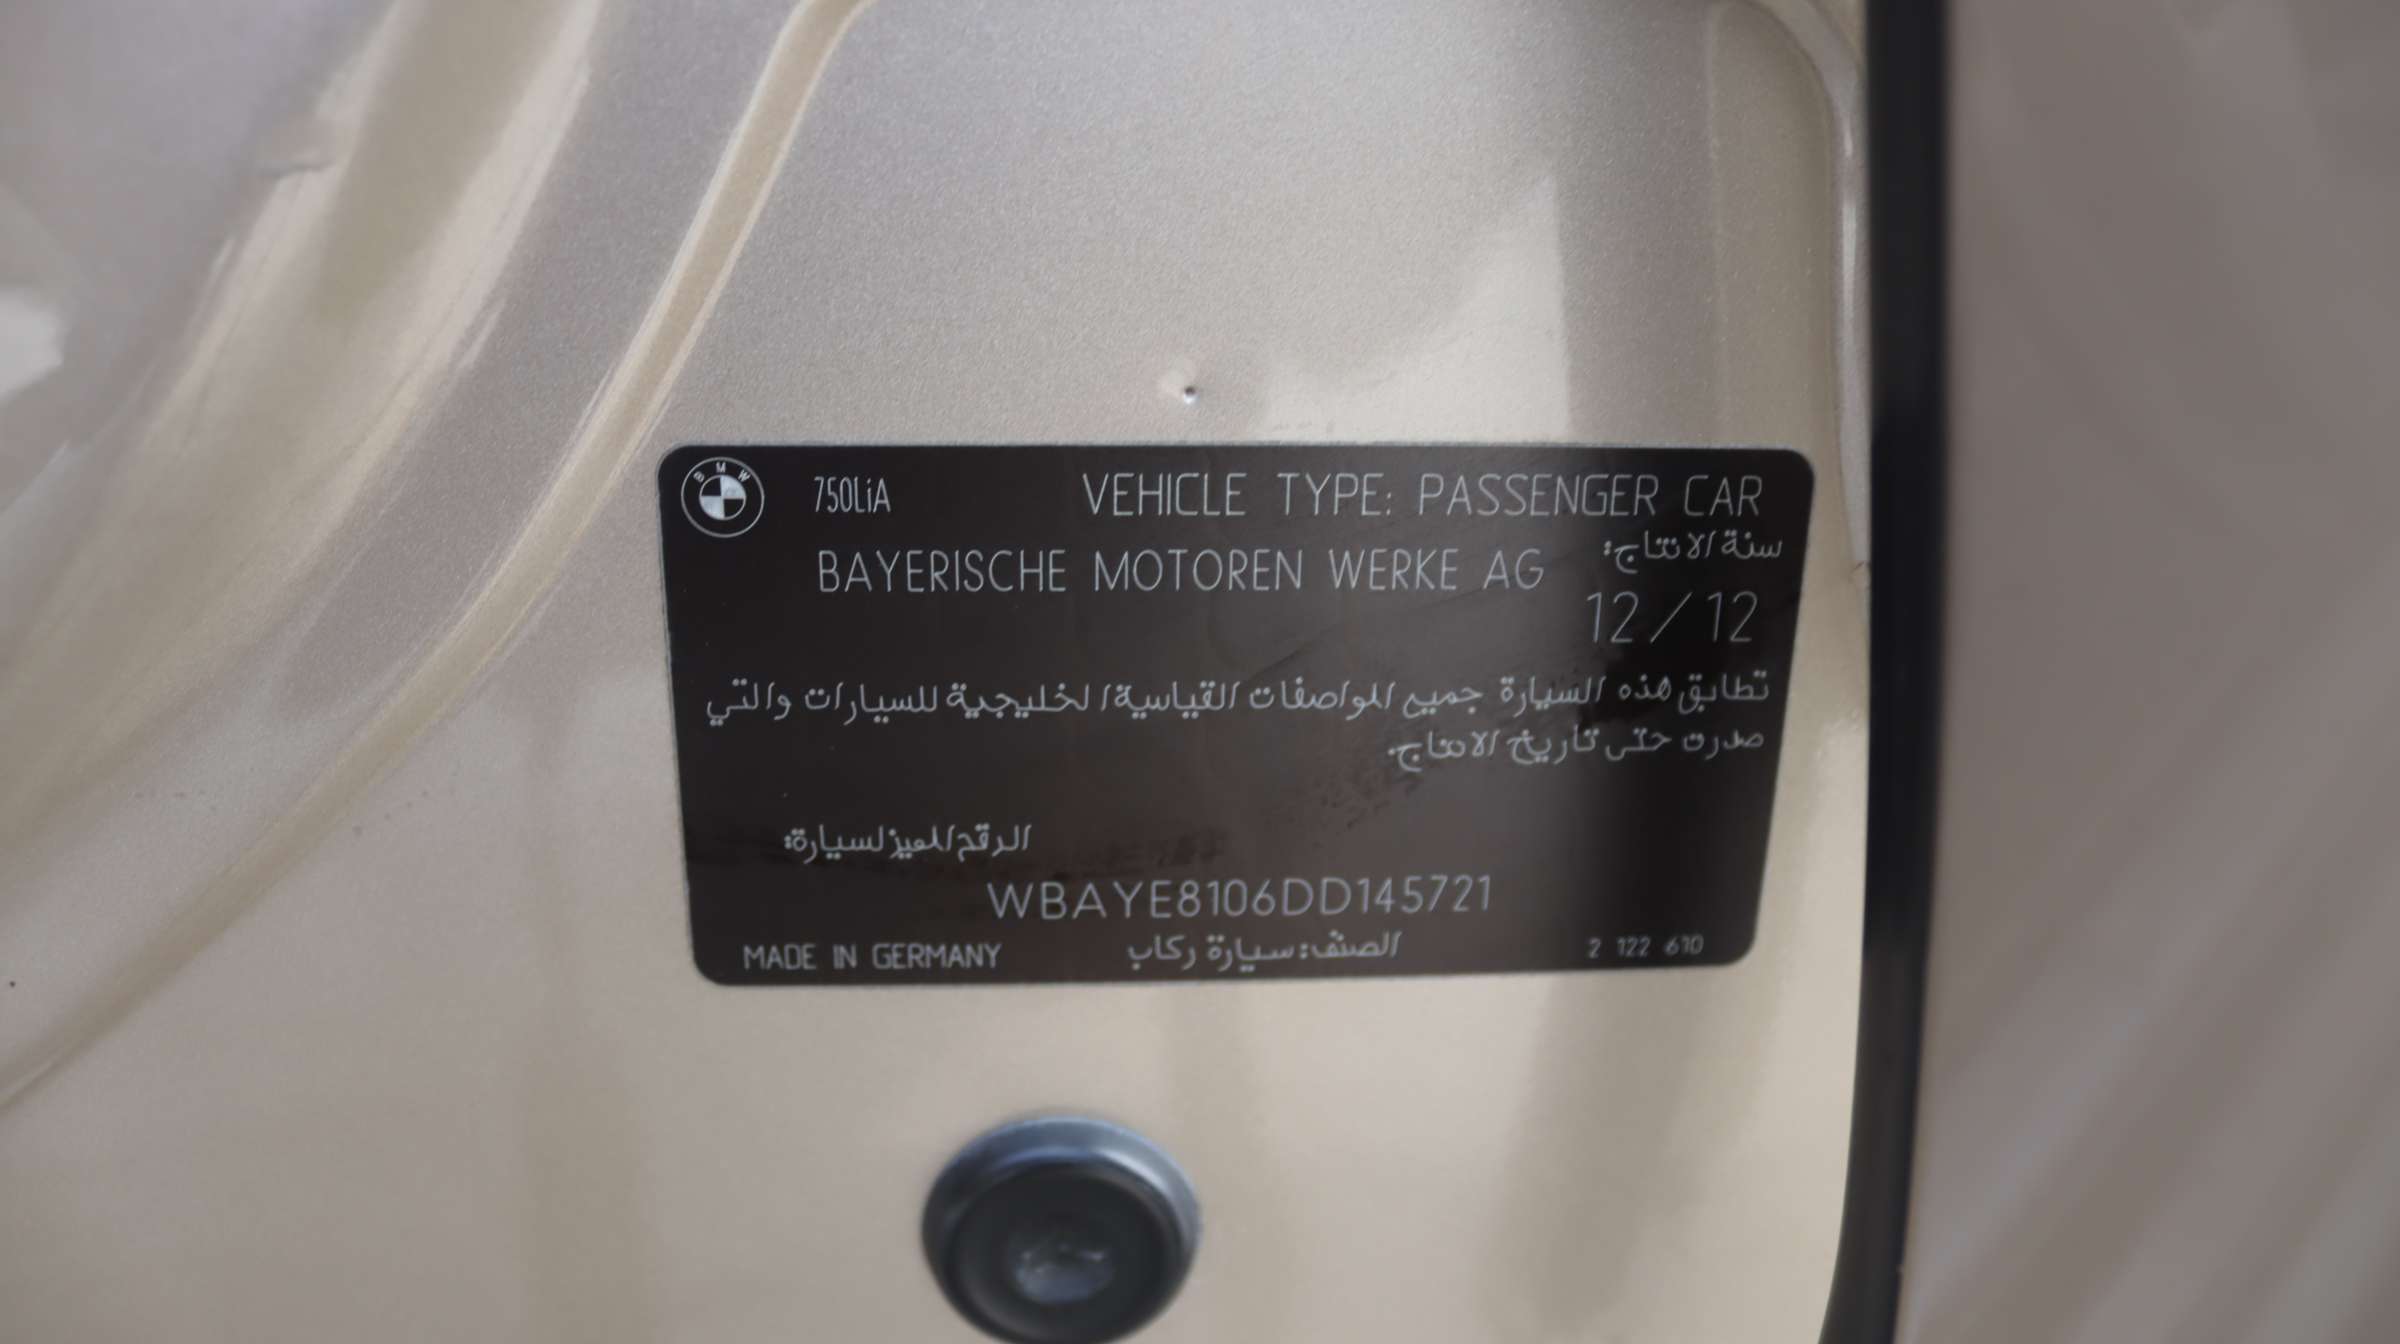 BMW
750LiA VEHICLE TYPE: PASSENGER CAR
سنة الانتاج:
BAYERISCHE MOTOREN WERKE AG
12/12
تطابق هذه السيارة جميع المواصفات القياسية الخليجية للسيارات والتي
صدرت حتى تاريخ الانتاج.
الرقم المميز لسيارة:
WBAYE8106DD145721
MADE IN GERMANY الصنف: سيارة ركاب 2 122 610